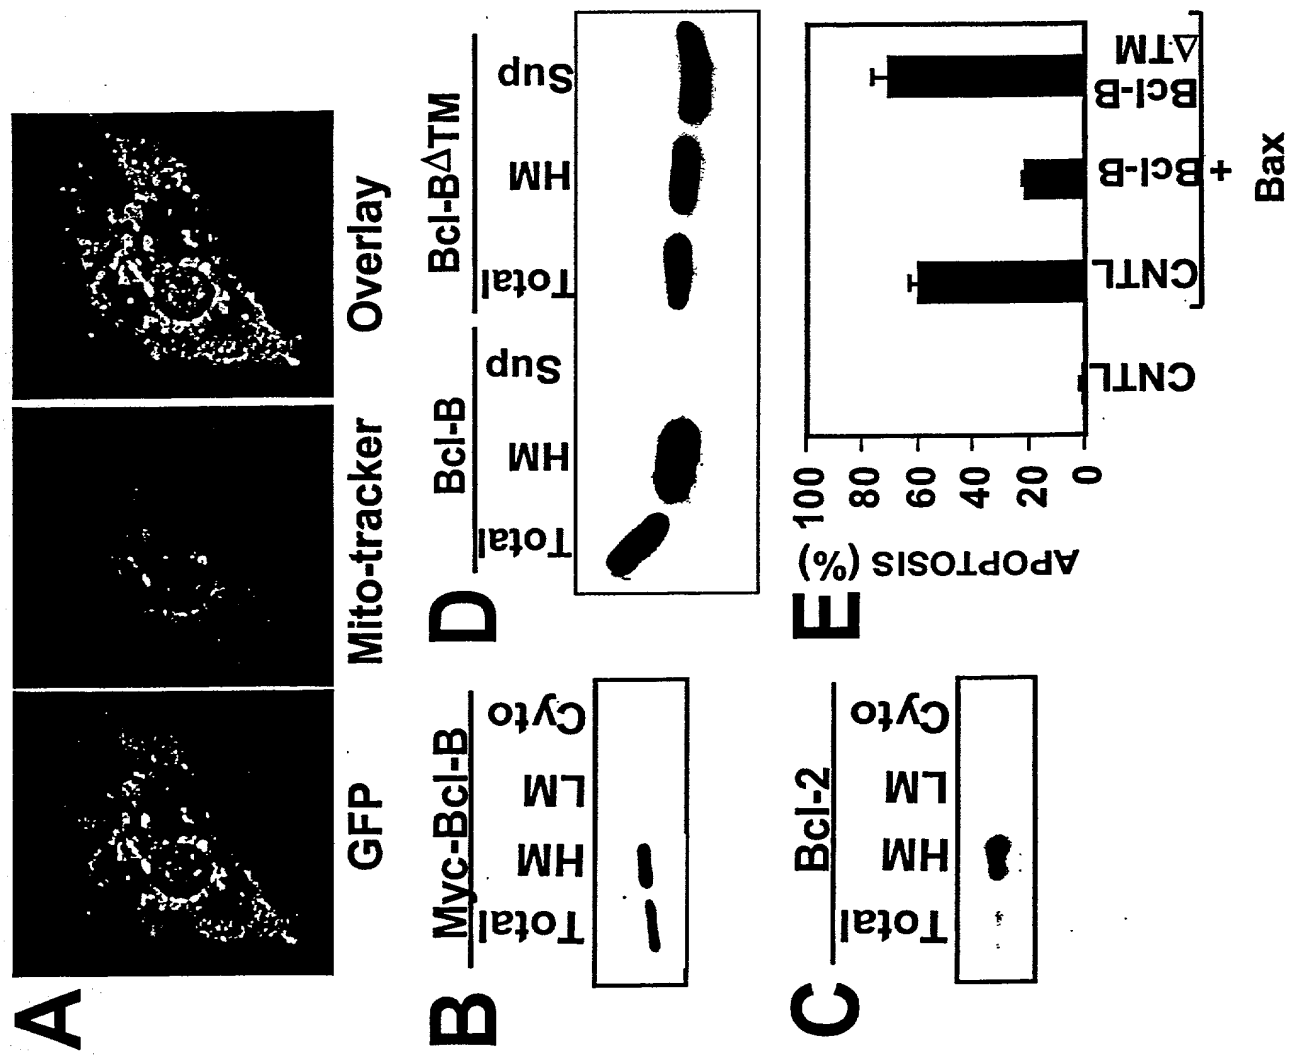 A
GFP
Mito-tracker
Overlay
B
Myc-Bcl-B
Total
HM
LM
Cyto
C
Bcl-2
Total
HM
LM
Cyto
D
Bcl-B
Bcl-BΔTM
Total
HM
Sup
Total
HM
Sup
E
APOPTOSIS (%)
100
80
60
40
20
0
CNTL
CNTL
Bcl-B
Bcl-B
ΔTM
+
Bax